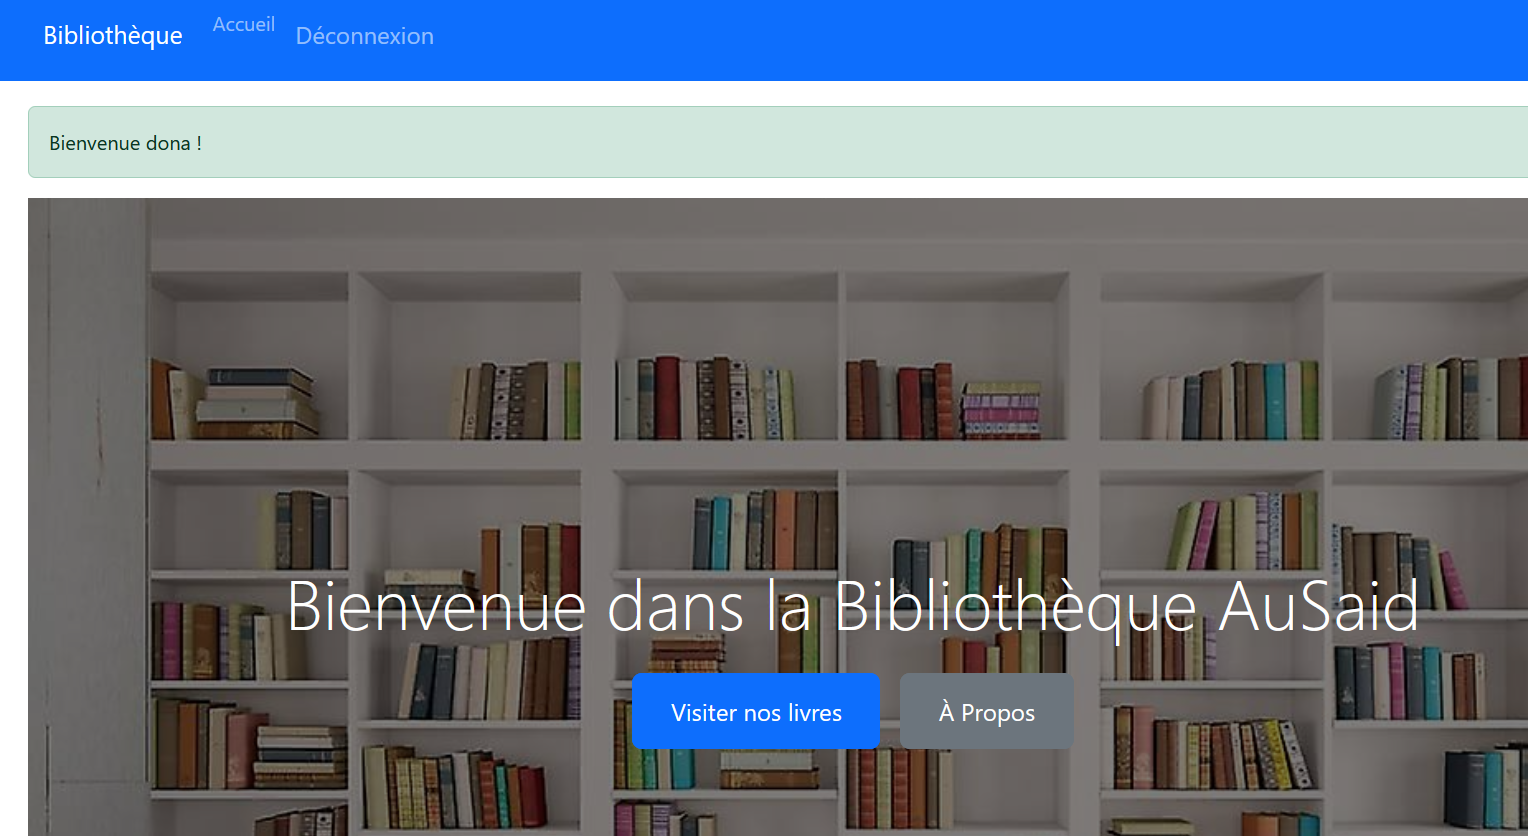 Bibliothèque Accueil Déconnexion
Bienvenue dona !
Bienvenue dans la Bibliothèque AuSaid
Visiter nos livres À Propos